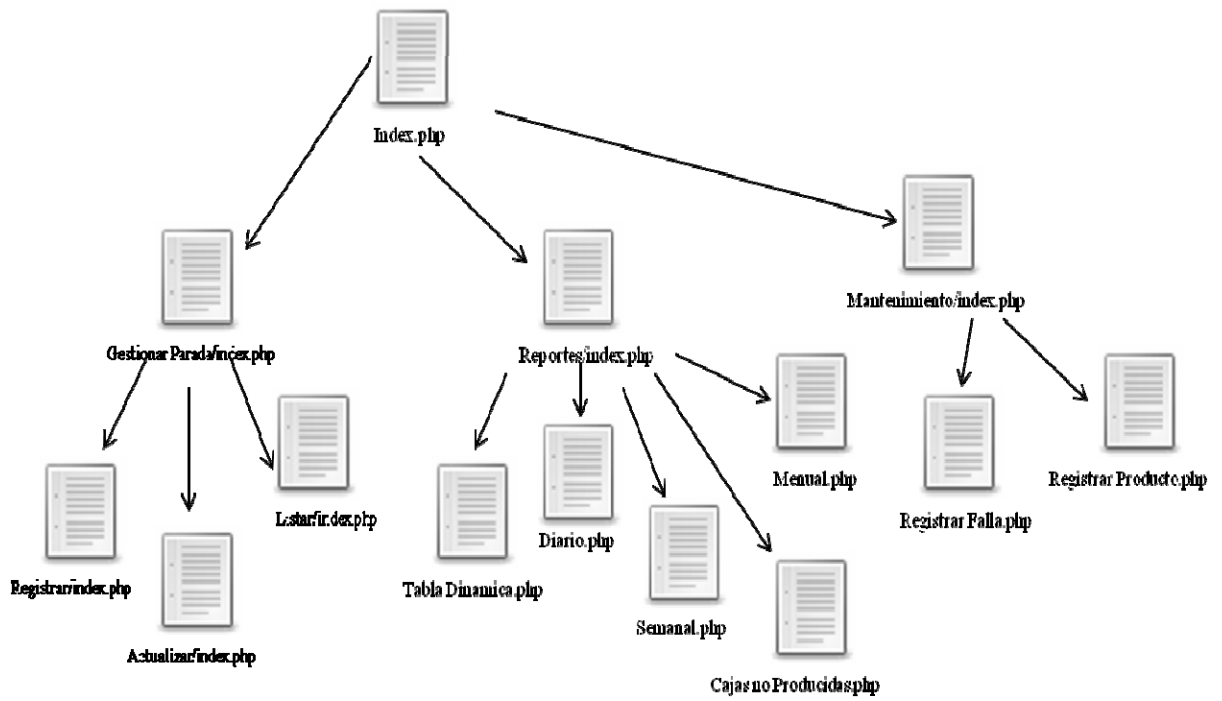 Index.php
Mantenimiento/index.php
Gestionar Parada/index.php
Reportes/index.php
Menual.php
Registrar Producto.php
Listar/index.php
Registrar Falla.php
Diario.php
Registrar/index.php
Tabla Dinamica.php
Semanal.php
Actualizar/index.php
Cajas no Producidas.php